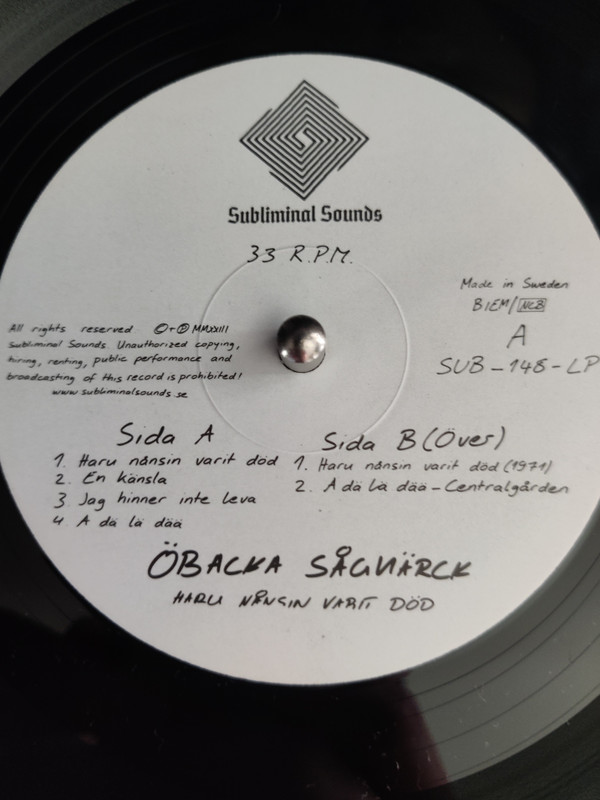 Subliminal Sounds
33 R.P.M.
Made in Sweden
BIEM/NCB
A
SUB-148-LP
All rights reserved ©+℗ MMXXIII
Subliminal Sounds. Unauthorized copying,
hiring, renting, public performance and
broadcasting of this record is prohibited!
www.subliminalsounds.se
Sida A
1. Haru nånsin varit död
2. En känsla
3 Jag hinner inte leva
4 A dä lä dää
Sida B (Över)
1. Haru nånsin varit död (1971)
2. A dä lä dää - Centralgården
ÖBACKA SÅGVÄRCK
HARU NÅNSIN VARIT DÖD